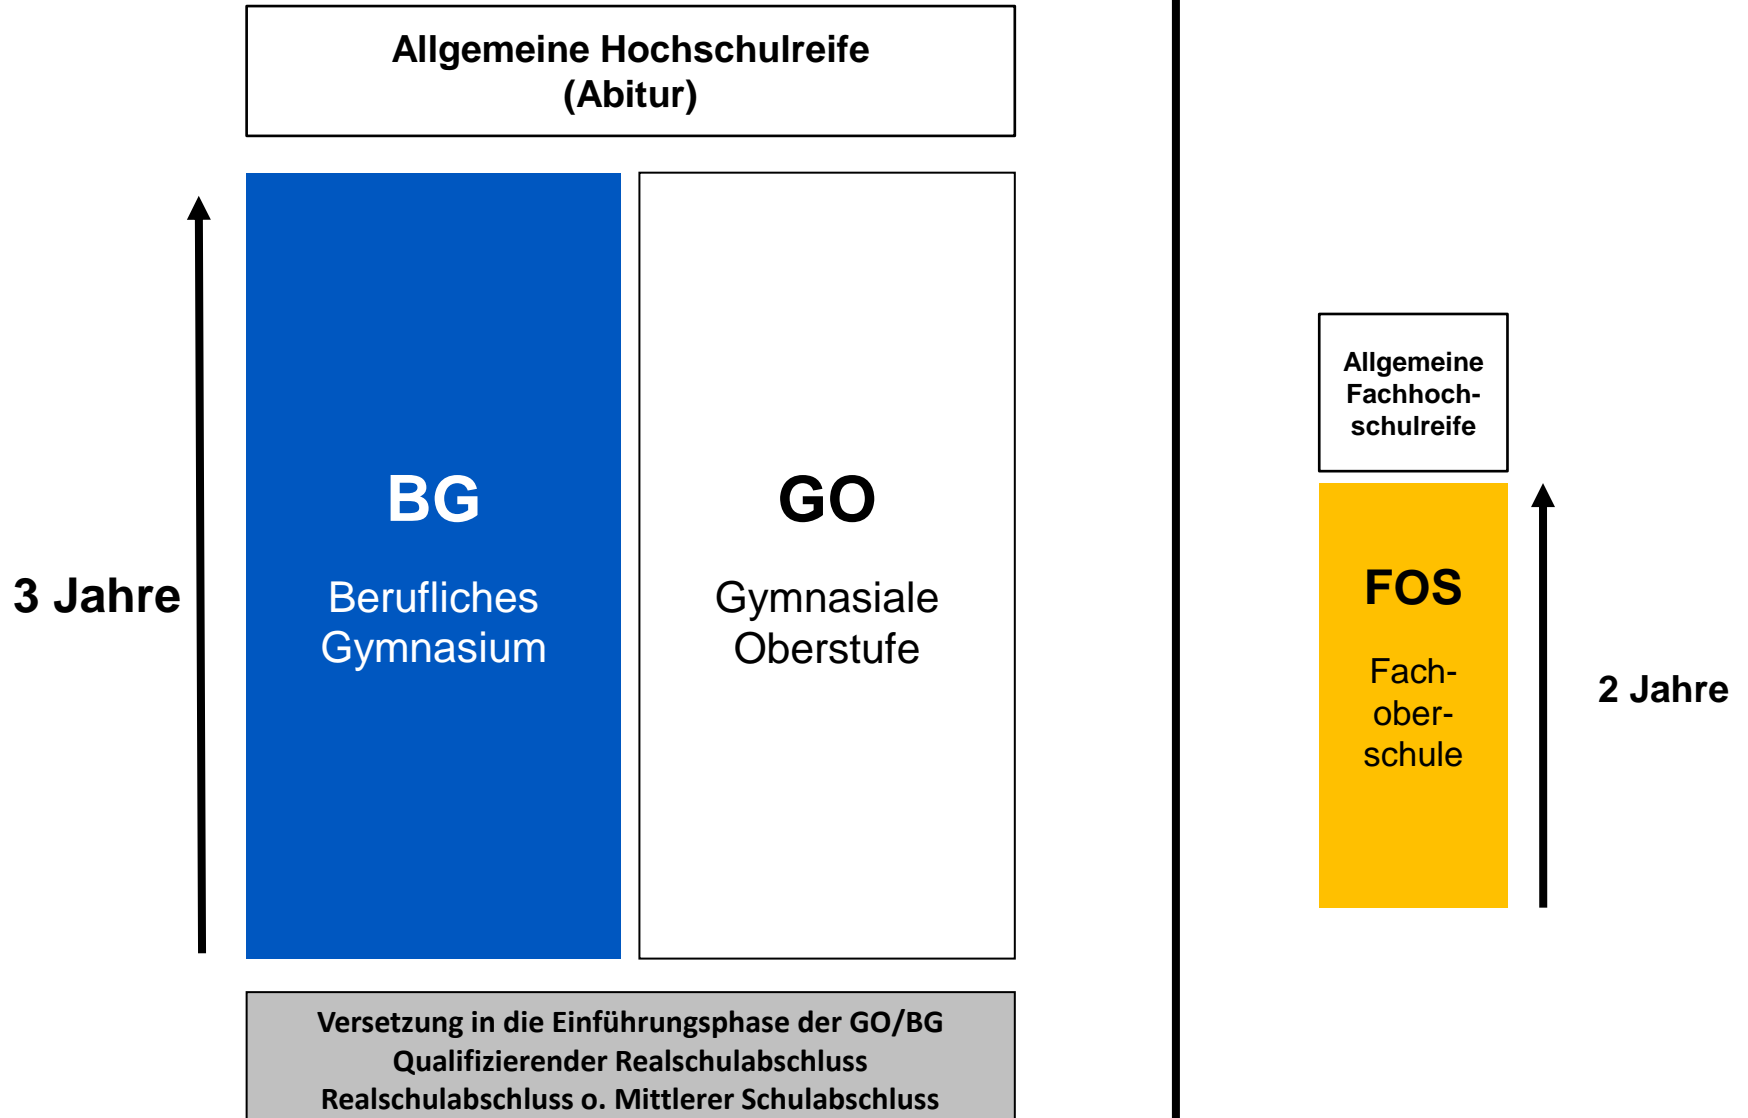 Allgemeine Hochschulreife
(Abitur)
3 Jahre
BG
Berufliches
Gymnasium
GO
Gymnasiale
Oberstufe
Versetzung in die Einführungsphase der GO/BG
Qualifizierender Realschulabschluss
Realschulabschluss o. Mittlerer Schulabschluss
Allgemeine
Fachhoch-
schulreife
FOS
Fach-
ober-
schule
2 Jahre